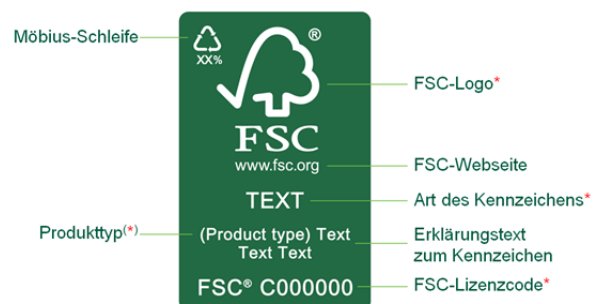 Möbius-Schleife
XX%
®
FSC-Logo*
FSC
www.fsc.org
FSC-Webseite
TEXT
Art des Kennzeichens*
Produkttyp(*)
(Product type) Text
Text Text
Erklärungstext
zum Kennzeichen
FSC® C000000
FSC-Lizenzcode*